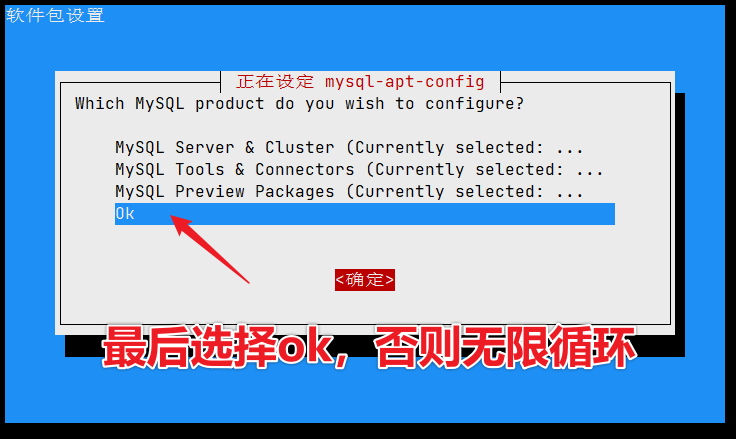 软件包设置
正在设定 mysql-apt-config
Which MySQL product do you wish to configure?
MySQL Server & Cluster (Currently selected: ...
MySQL Tools & Connectors (Currently selected: ...
MySQL Preview Packages (Currently selected: ...
Ok
<确定>
最后选择ok，否则无限循环